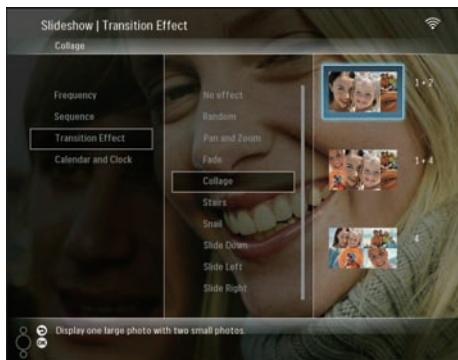 Slideshow | Transition Effect
Collage
Frequency
Sequence
Transition Effect
Calendar and Clock
No effect
Random
Pan and Zoom
Fade
Collage
Stairs
Snail
Slide Down
Slide Left
Slide Right
1 + 2
1 + 4
4
OK
Display one large photo with two small photos.